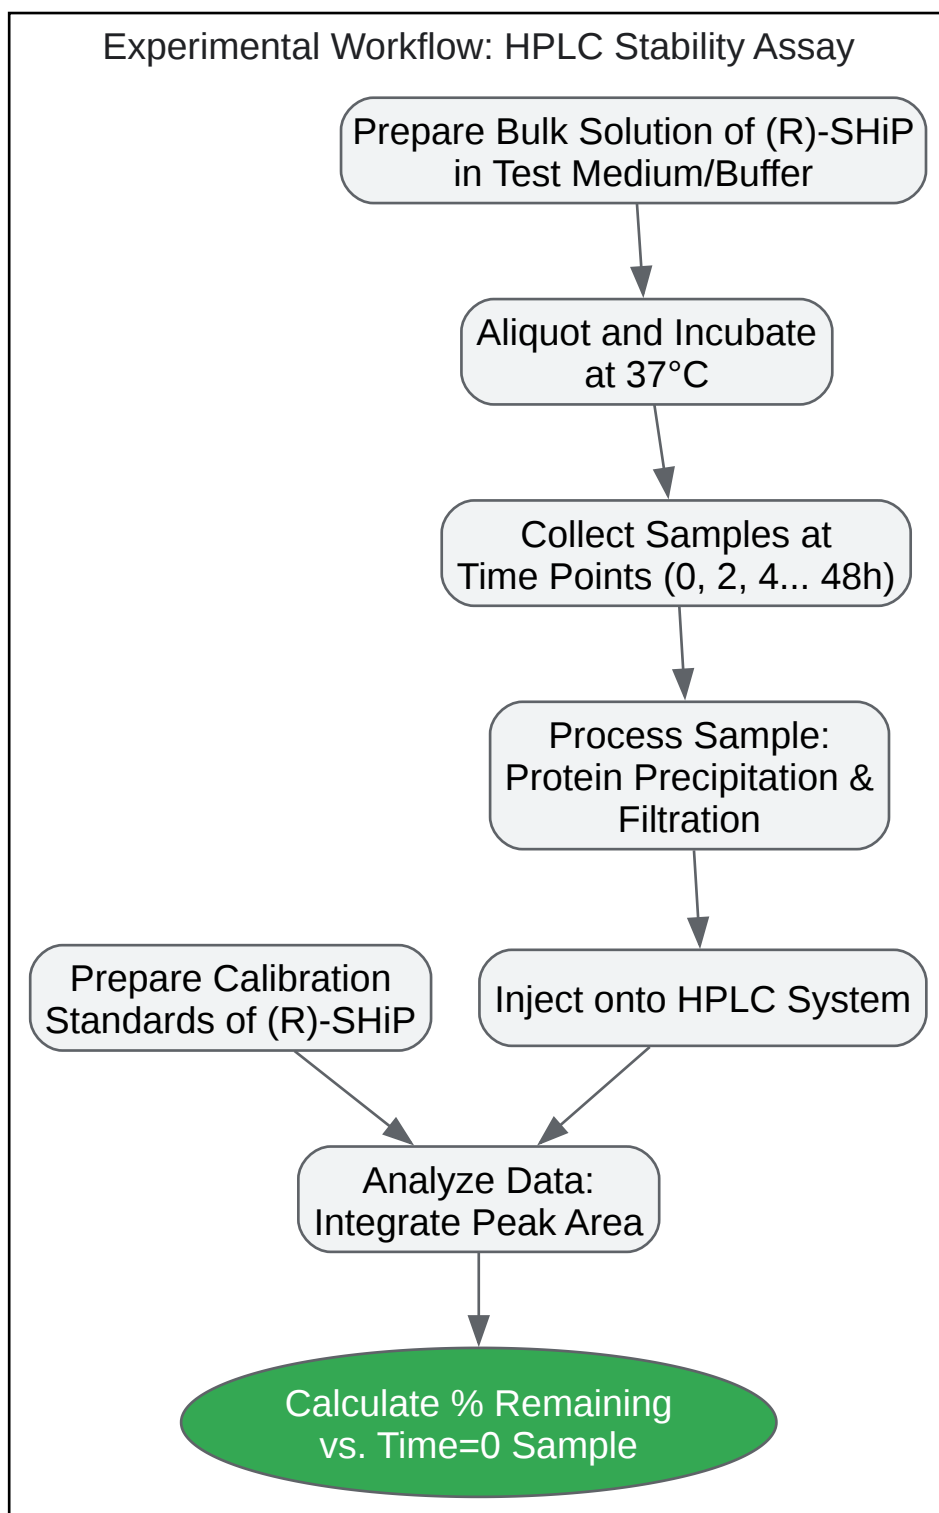 Experimental Workflow: HPLC Stability Assay
Prepare Bulk Solution of (R)-SHiP
in Test Medium/Buffer
Aliquot and Incubate
at 37°C
Collect Samples at
Time Points (0, 2, 4... 48h)
Process Sample:
Protein Precipitation &
Filtration
Prepare Calibration
Standards of (R)-SHiP
Inject onto HPLC System
Analyze Data:
Integrate Peak Area
Calculate % Remaining
vs. Time=0 Sample